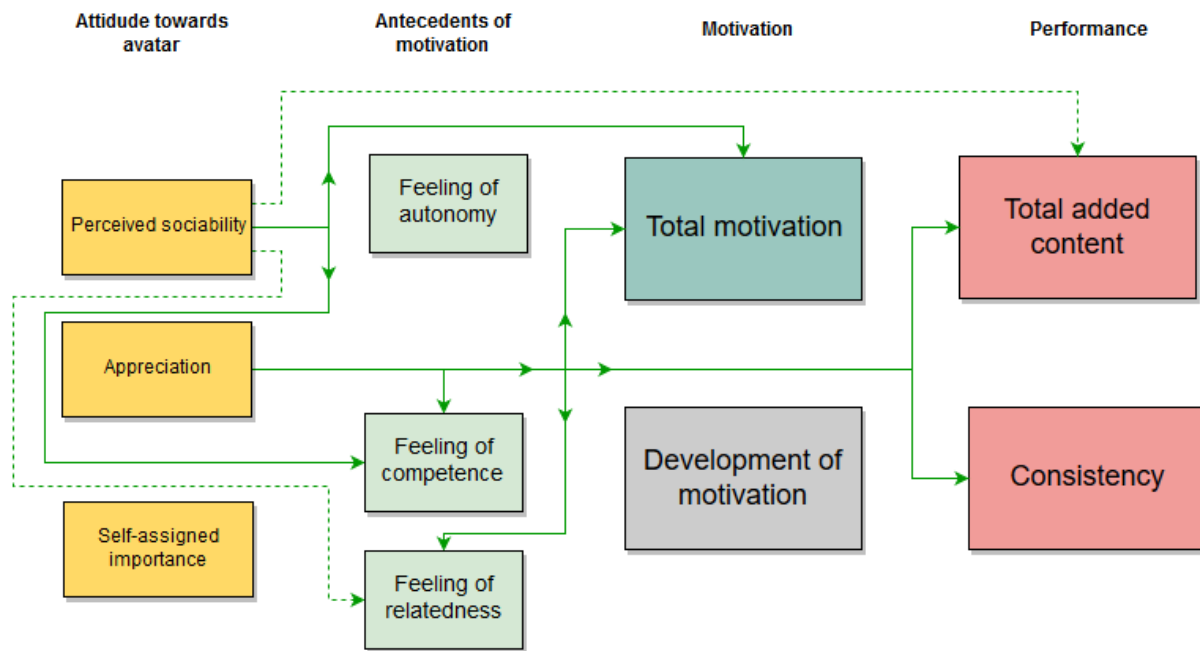 Attidude towards
avatar
Antecedents of
motivation
Motivation
Performance
Perceived sociability
Feeling of
autonomy
Total motivation
Total added
content
Appreciation
Feeling of
competence
Development of
motivation
Consistency
Self-assigned
importance
Feeling of
relatedness